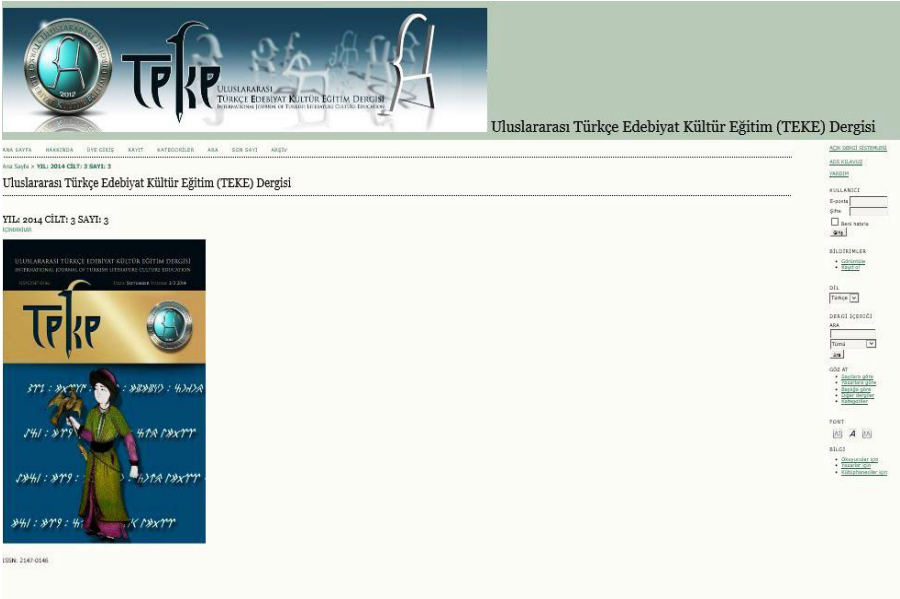 2012
TEKE
ULUSLARARASI
TÜRKÇE EDEBİYAT KÜLTÜR EĞİTİM DERGİSİ
INTERNATIONAL JOURNAL OF TURKISH LITERATURE CULTURE EDUCATION
Uluslararası Türkçe Edebiyat Kültür Eğitim (TEKE) Dergisi
ANA SAYFA HAKKINDA ÜYE GİRİŞ KAYIT KATEGORİLER ARA SON SAYI ARŞİV
Ana Sayfa > YIL: 2014 CİLT: 3 SAYI: 3
Uluslararası Türkçe Edebiyat Kültür Eğitim (TEKE) Dergisi
YIL: 2014 CİLT: 3 SAYI: 3
İÇİNDEKİLER
ULUSLARARASI TÜRKÇE EDEBİYAT KÜLTÜR EĞİTİM DERGİSİ
INTERNATIONAL JOURNAL OF TURKISH LITERATURE CULTURE EDUCATION
TEKE
ISSN: 2147-0146
AÇIK DERGİ SİSTEMLERİ
ADS KILAVUZ
YARDIM
KULLANICI
E-posta
Şifre
Beni hatırla
Giriş
BİLDİRİMLER
Görüntüle
Kayıt ol
DİL
Türkçe
DERGİ İÇERİĞİ
ARA
Tümü
Ara
GÖZ AT
Sayılara göre
Yazarlara göre
Başlığa göre
Diğer dergiler
Kategoriler
FONT
BİLGİ
Okuyucular için
Yazarlar için
Kütüphaneciler için